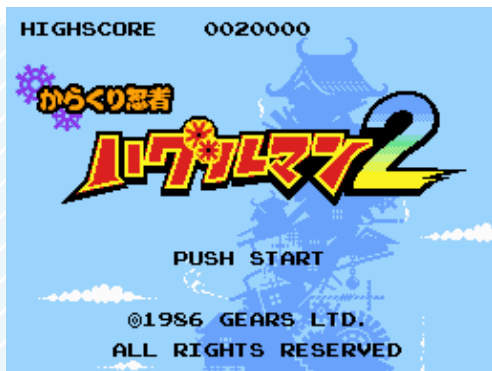 HIGHSCORE 0020000
からくり忍者
ハグルマン2
PUSH START
©1986 GEARS LTD.
ALL RIGHTS RESERVED